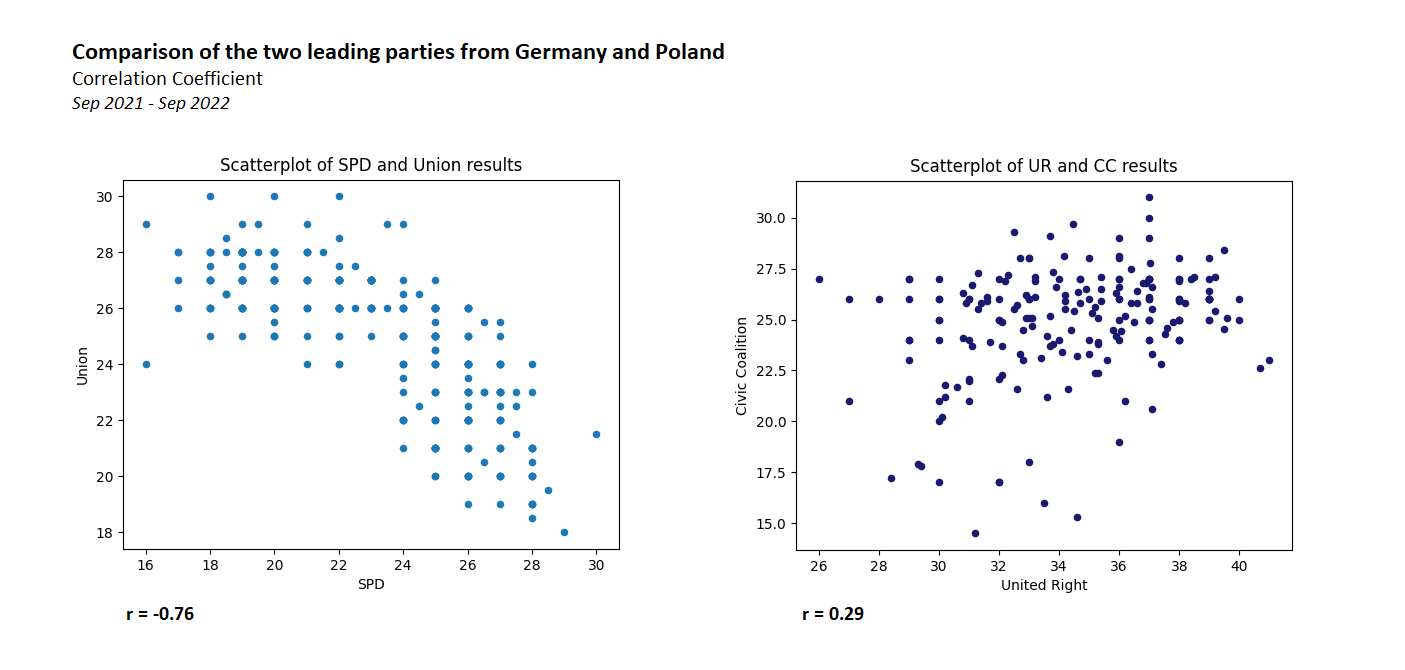 Comparison of the two leading parties from Germany and Poland
Correlation Coefficient
Sep 2021 - Sep 2022
Scatterplot of SPD and Union results
30
28
26
24
22
20
18
Union
16 18 20 22 24 26 28 30
SPD
r = -0.76
Scatterplot of UR and CC results
30.0
27.5
25.0
22.5
20.0
17.5
15.0
Civic Coalition
26 28 30 32 34 36 38 40
United Right
r = 0.29